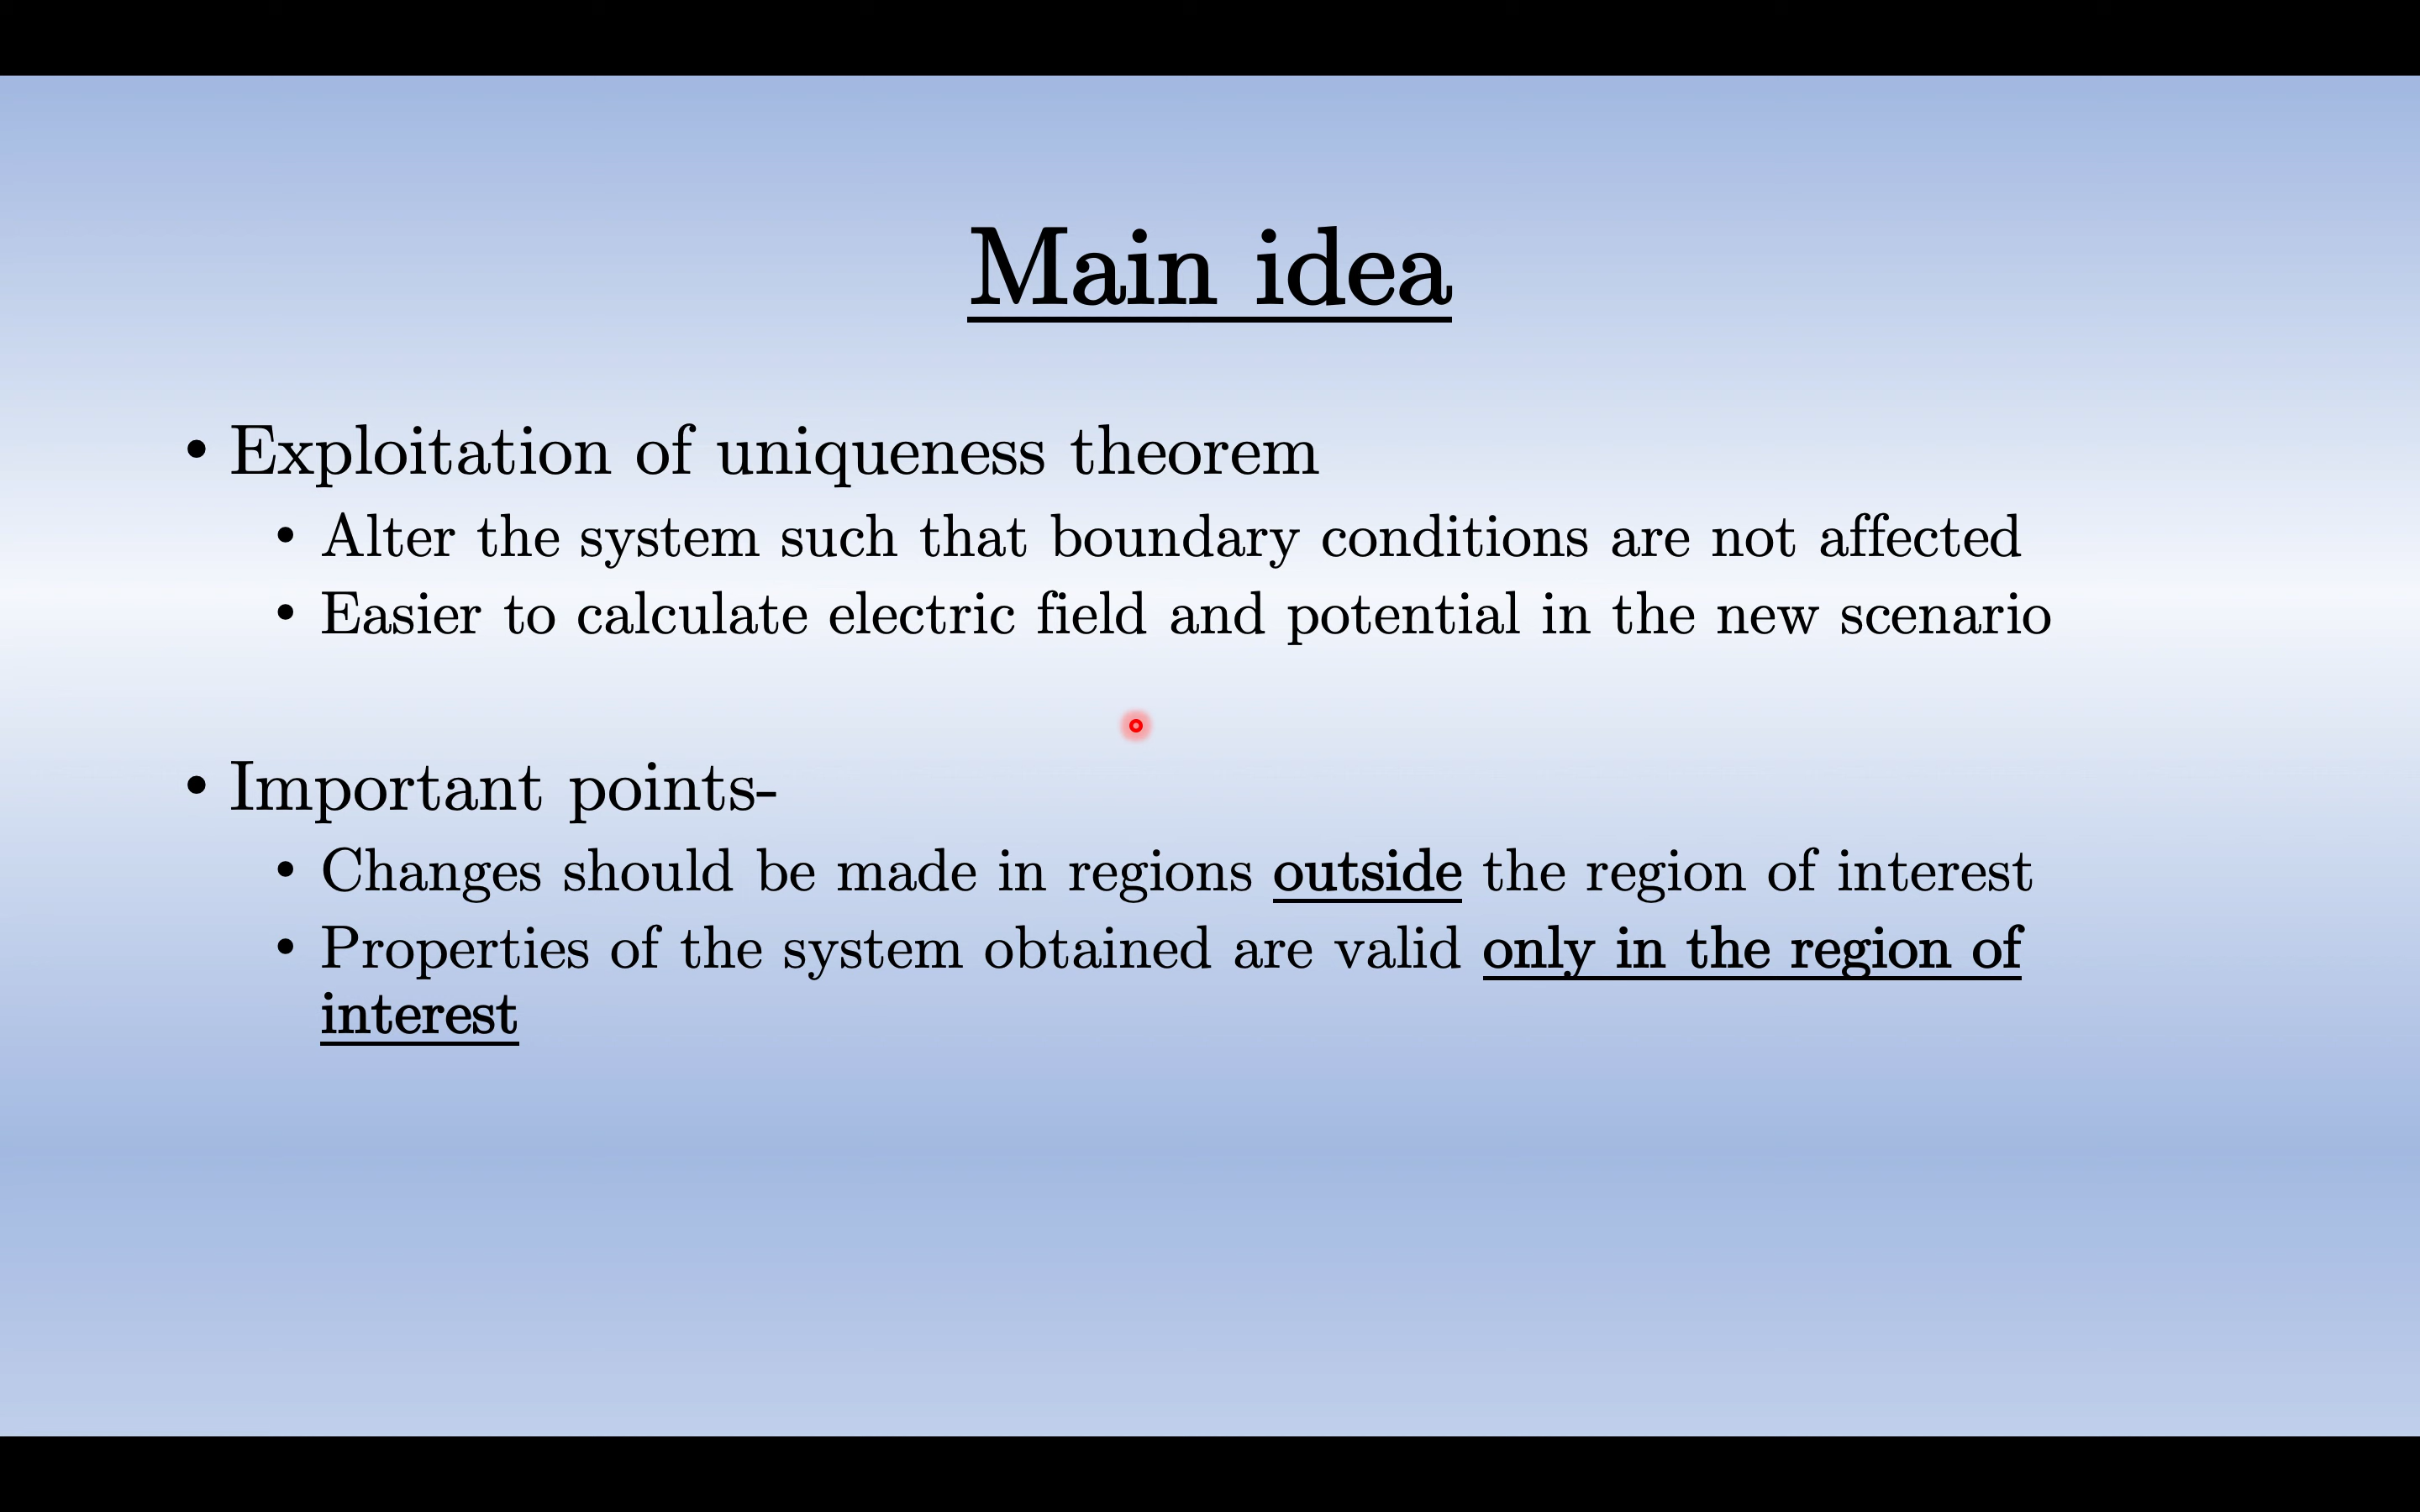 Main idea
• Exploitation of uniqueness theorem
• Alter the system such that boundary conditions are not affected
• Easier to calculate electric field and potential in the new scenario
• Important points-
• Changes should be made in regions outside the region of interest
• Properties of the system obtained are valid only in the region of
interest